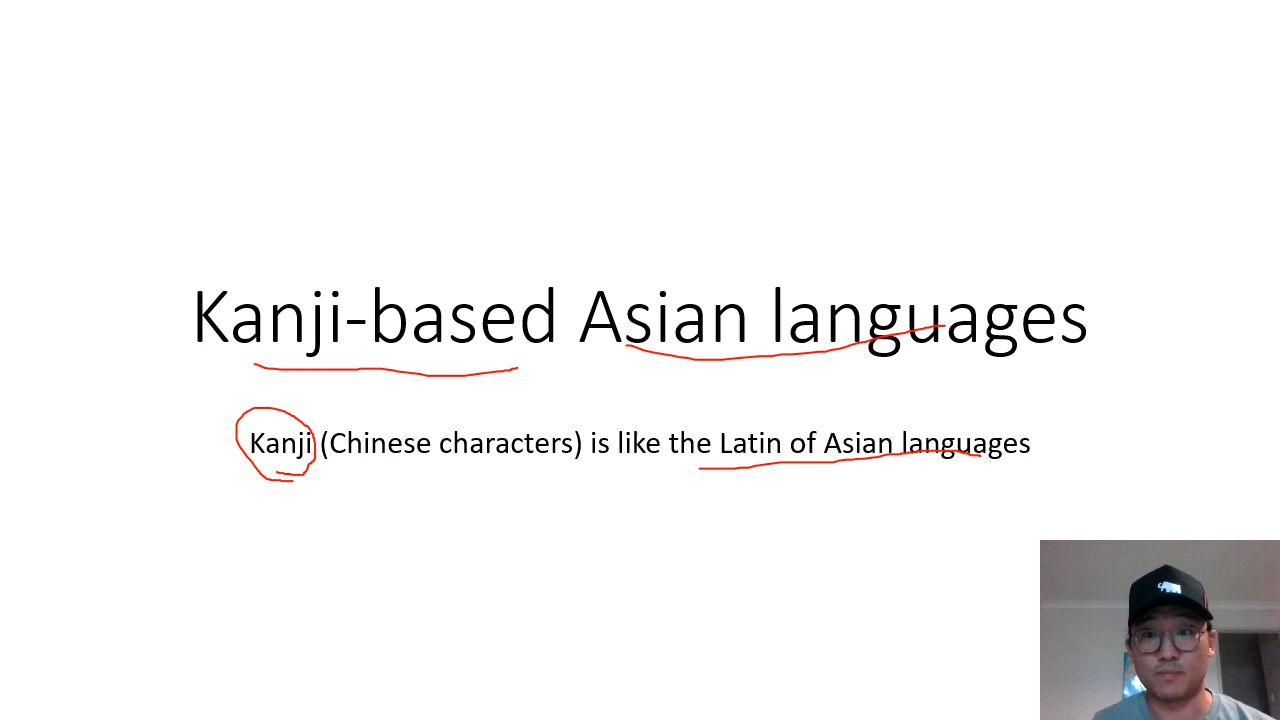 Kanji-based Asian languages
Kanji (Chinese characters) is like the Latin of Asian languages